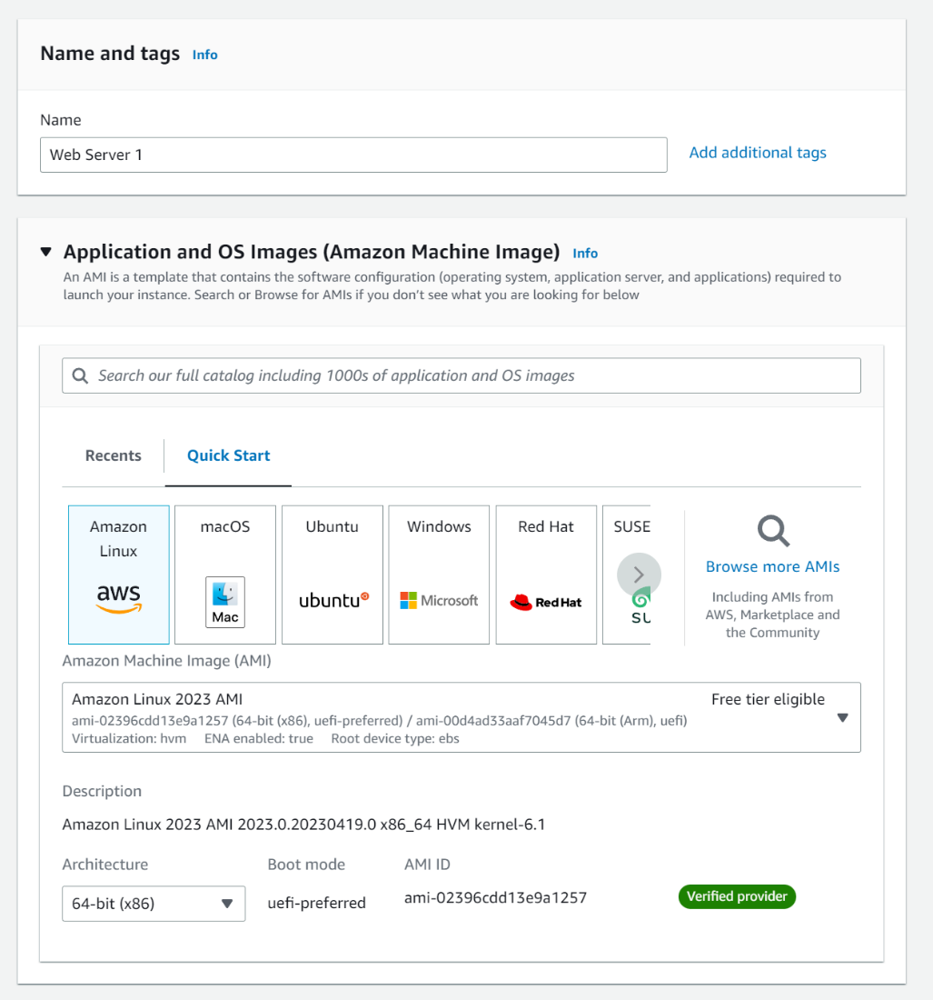 Name and tags Info
Name
Web Server 1
Add additional tags
Application and OS Images (Amazon Machine Image) Info
An AMI is a template that contains the software configuration (operating system, application server, and applications) required to
launch your instance. Search or Browse for AMIs if you don’t see what you are looking for below
Search our full catalog including 1000s of application and OS images
Recents
Quick Start
Amazon
Linux
aws
macOS
Mac
Ubuntu
ubuntu
Windows
Microsoft
Red Hat
Red Hat
SUSE
SU
Browse more AMIs
Including AMIs from
AWS, Marketplace and
the Community
Amazon Machine Image (AMI)
Amazon Linux 2023 AMI
Free tier eligible
ami-02396cdd13e9a1257 (64-bit (x86), uefi-preferred) / ami-00d4ad33aaf7045d7 (64-bit (Arm), uefi)
Virtualization: hvm ENA enabled: true Root device type: ebs
Description
Amazon Linux 2023 AMI 2023.0.20230419.0 x86_64 HVM kernel-6.1
Architecture
Boot mode
AMI ID
64-bit (x86)
uefi-preferred
ami-02396cdd13e9a1257
Verified provider